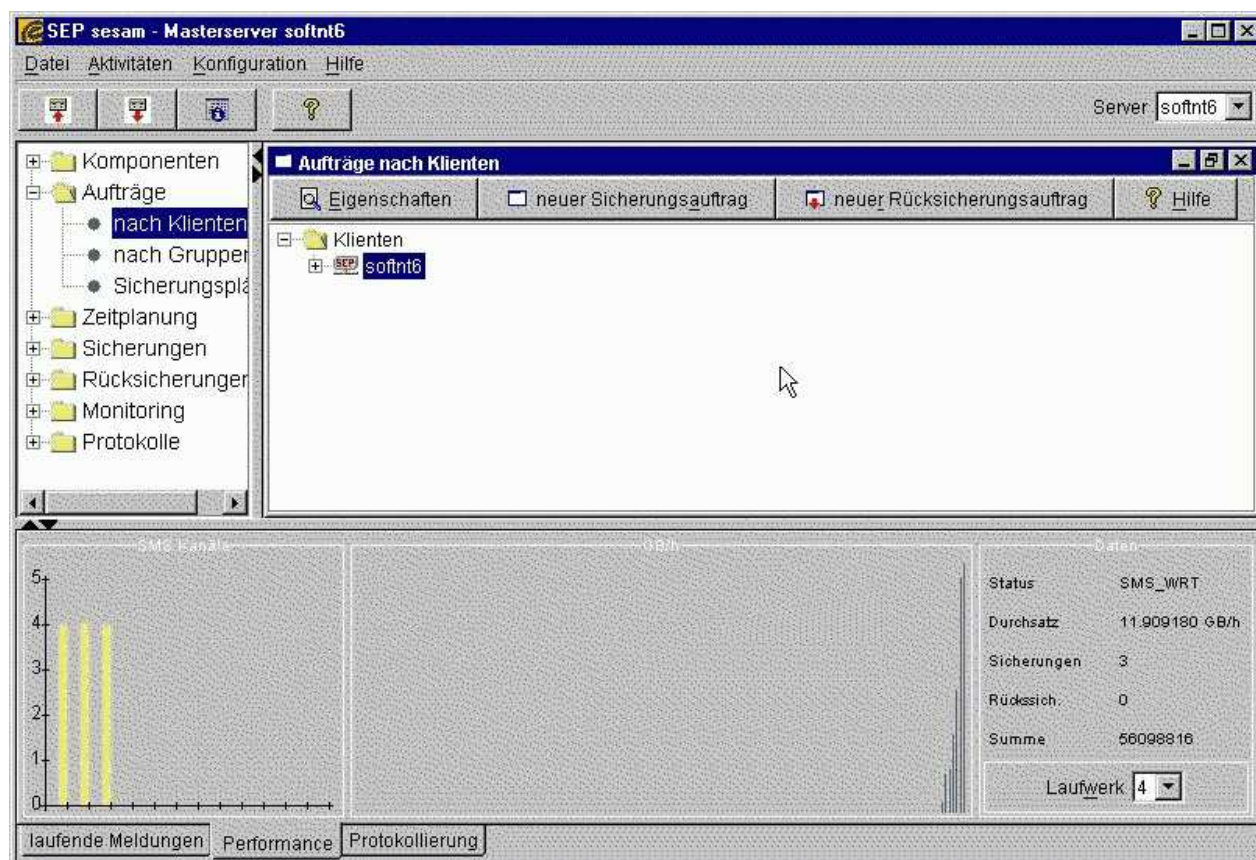 SEP sesam - Masterserver softnt6
Datei Aktivitäten Konfiguration Hilfe
Server softnt6
Komponenten
Aufträge
nach Klienten
nach Gruppen
Sicherungsplä
Zeitplanung
Sicherungen
Rücksicherungen
Monitoring
Protokolle
Aufträge nach Klienten
Eigenschaften neuer Sicherungsauftrag neuer Rücksicherungsauftrag Hilfe
Klienten
SEP softnt6
SMS Kanäle
5
4
3
2
1
0
GB/h
Daten
Status SMS_WRT
Durchsatz 11.909180 GB/h
Sicherungen 3
Rückssich. 0
Summe 56098816
Laufwerk 4
laufende Meldungen Performance Protokollierung